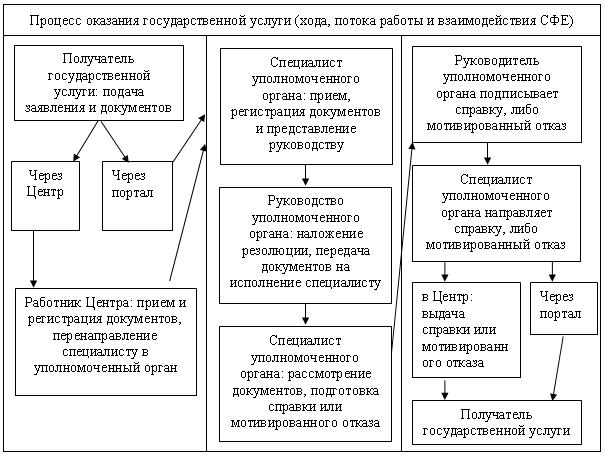 Процесс оказания государственной услуги (хода, потока работы и взаимодействия СФЕ)
Получатель
государственной
услуги: подача
заявления и документов
Через
Центр
Через
портал
Работник Центра: прием и
регистрация документов,
перенаправление
специалисту в
уполномоченный орган
Специалист
уполномоченного
органа: прием,
регистрация документов
и представление
руководству
Руководство
уполномоченного
органа: наложение
резолюции, передача
документов на
исполнение специалисту
Специалист
уполномоченного
органа: рассмотрение
документов, подготовка
справки или
мотивированного отказа
Руководитель
уполномоченного
органа подписывает
справку, либо
мотивированный отказ
Специалист
уполномоченного
органа направляет
справку, либо
мотивированный отказ
в Центр:
выдача
справки или
мотивированн
ого отказа
Через
портал
Получатель
государственной услуги